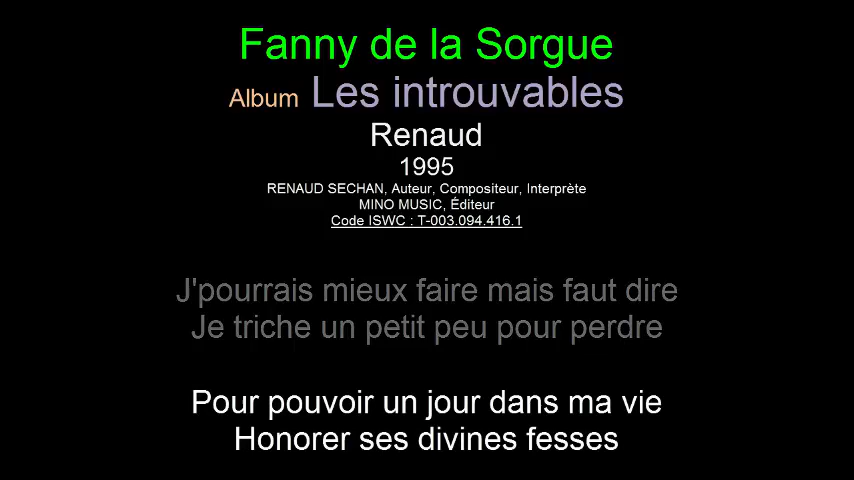 Fanny de la Sorgue
Album Les introuvables
Renaud
1995
RENAUD SECHAN, Auteur, Compositeur, Interprète
MINO MUSIC, Éditeur
Code ISWC : T-003.094.416.1
J'pourrais mieux faire mais faut dire
Je triche un petit peu pour perdre
Pour pouvoir un jour dans ma vie
Honorer ses divines fesses